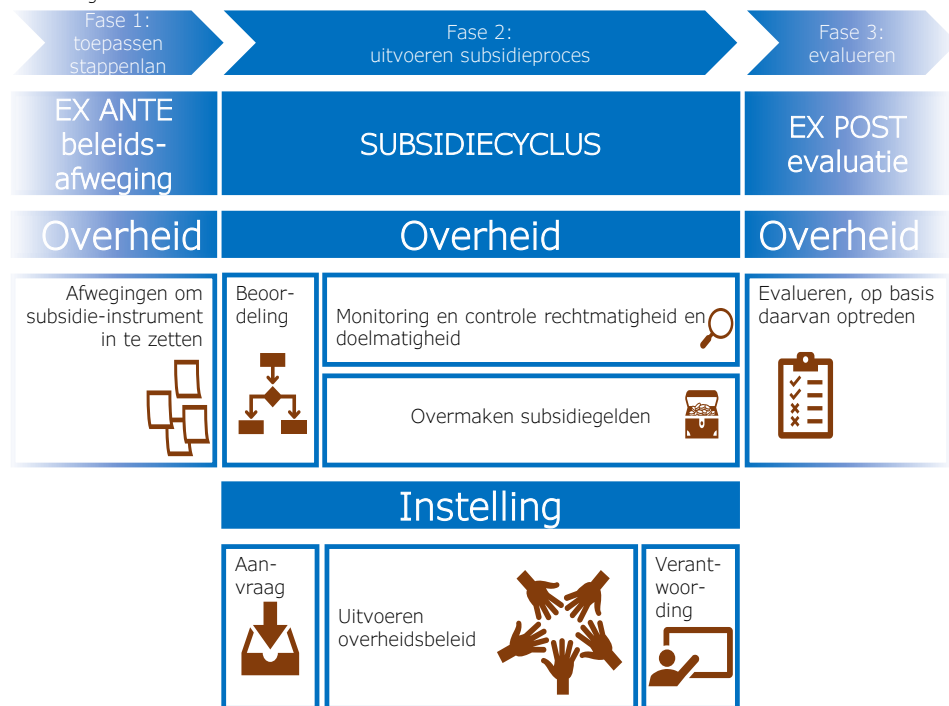 Fase 1:
toepassen
stappenlan
Fase 2:
uitvoeren subsidieproces
Fase 3:
evalueren
EX ANTE
beleids-
afweging
SUBSIDIECYCLUS
EX POST
evaluatie
Overheid
Overheid
Overheid
Afwegingen om
subsidie-instrument
in te zetten
Beoor-
deling
Monitoring en controle rechtmatigheid en
doelmatigheid
Overmaken subsidiegelden
Evalueren, op basis
daarvan optreden
Instelling
Aan-
vraag
Uitvoeren
overheidsbeleid
Verant-
woor-
ding